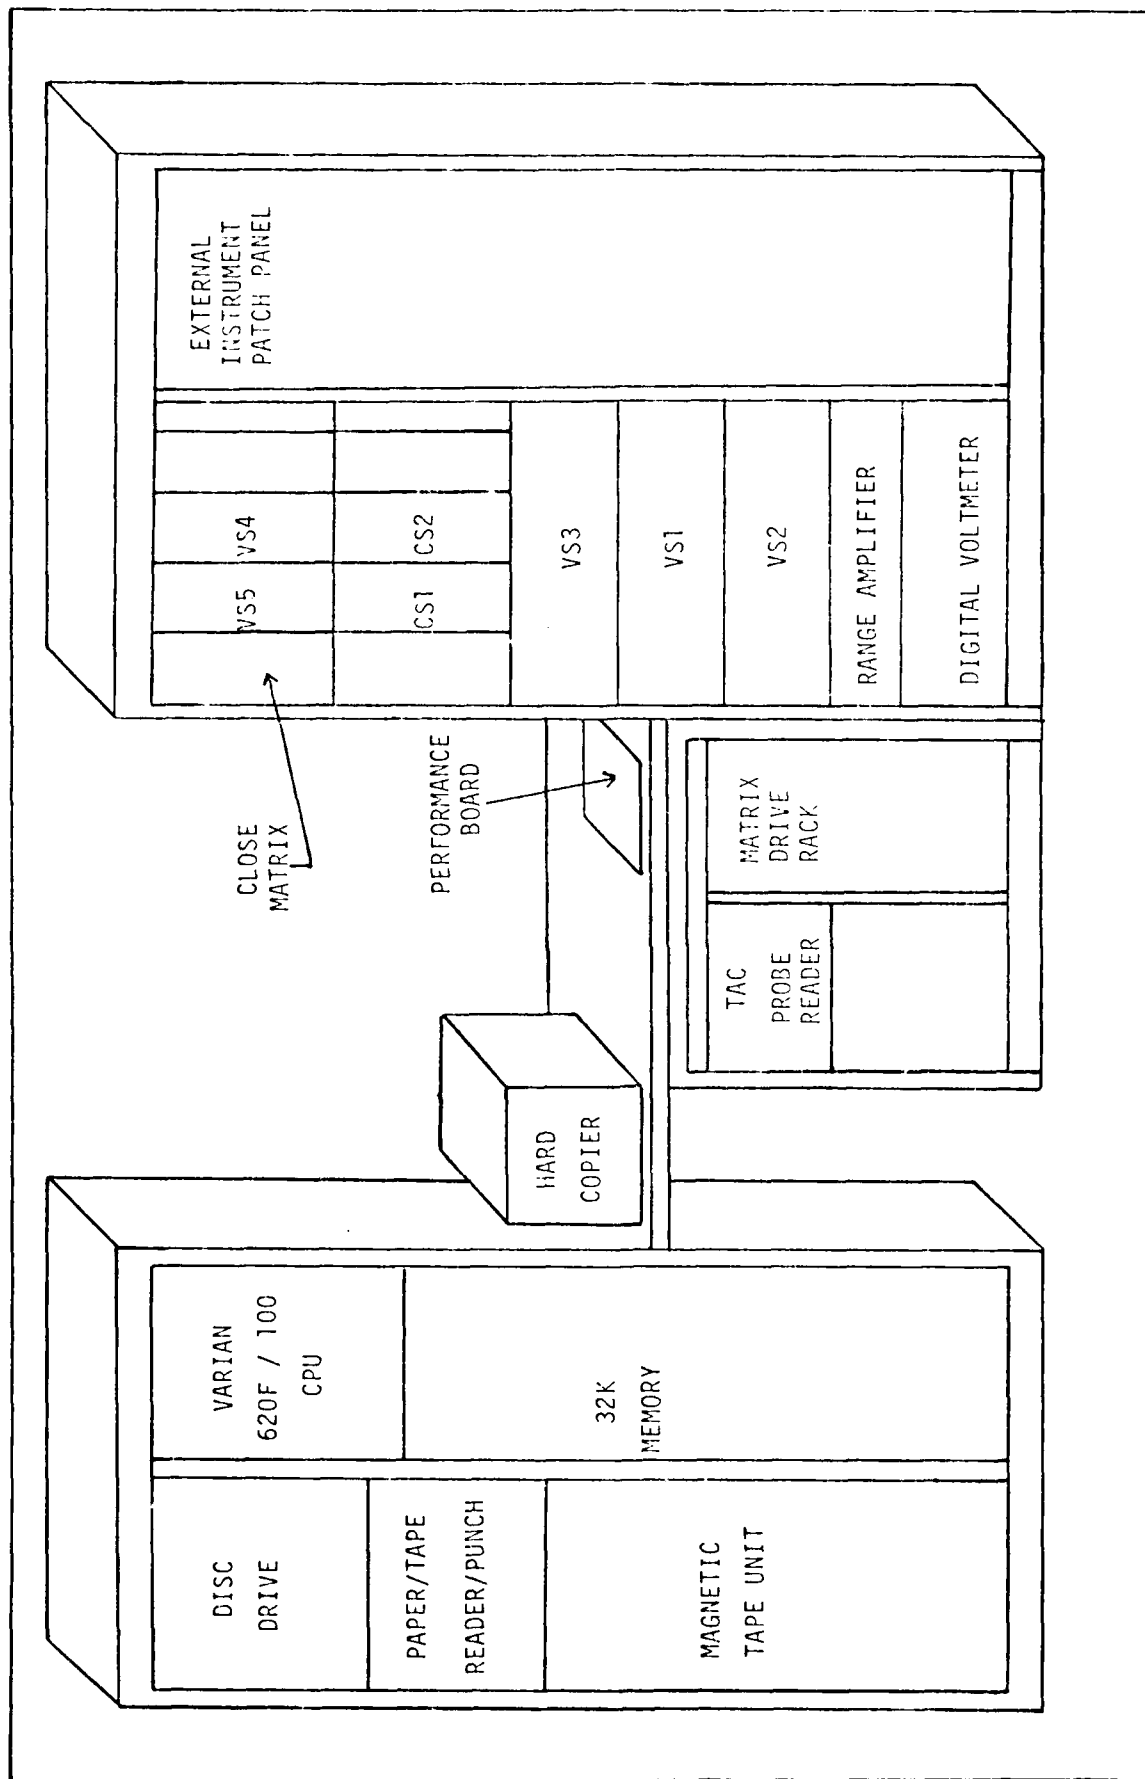 DISC
DRIVE
PAPER/TAPE
READER/PUNCH
MAGNETIC
TAPE UNIT
VARIAN
620F / 100
CPU
32K
MEMORY
HARD
COPIER
CLOSE
MATRIX
PERFORMANCE
BOARD
TAC
PROBE
READER
MATRIX
DRIVE
RACK
VS5
VS4
CS1
CS2
VS3
VS1
VS2
RANGE AMPLIFIER
DIGITAL VOLTMETER
EXTERNAL
INSTRUMENT
PATCH PANEL